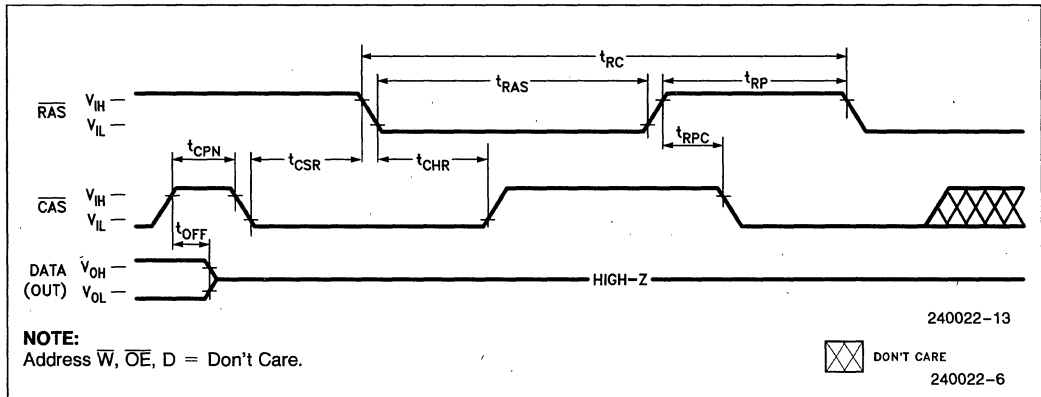 tRC
tRAS
tRP
RAS
VIH
VIL
tCPN
tCSR
tCHR
tRPC
CAS
VIH
VIL
tOFF
DATA (OUT)
VOH
VOL
HIGH-Z
240022-13
NOTE:
Address W, OE, D = Don't Care.
DON'T CARE
240022-6